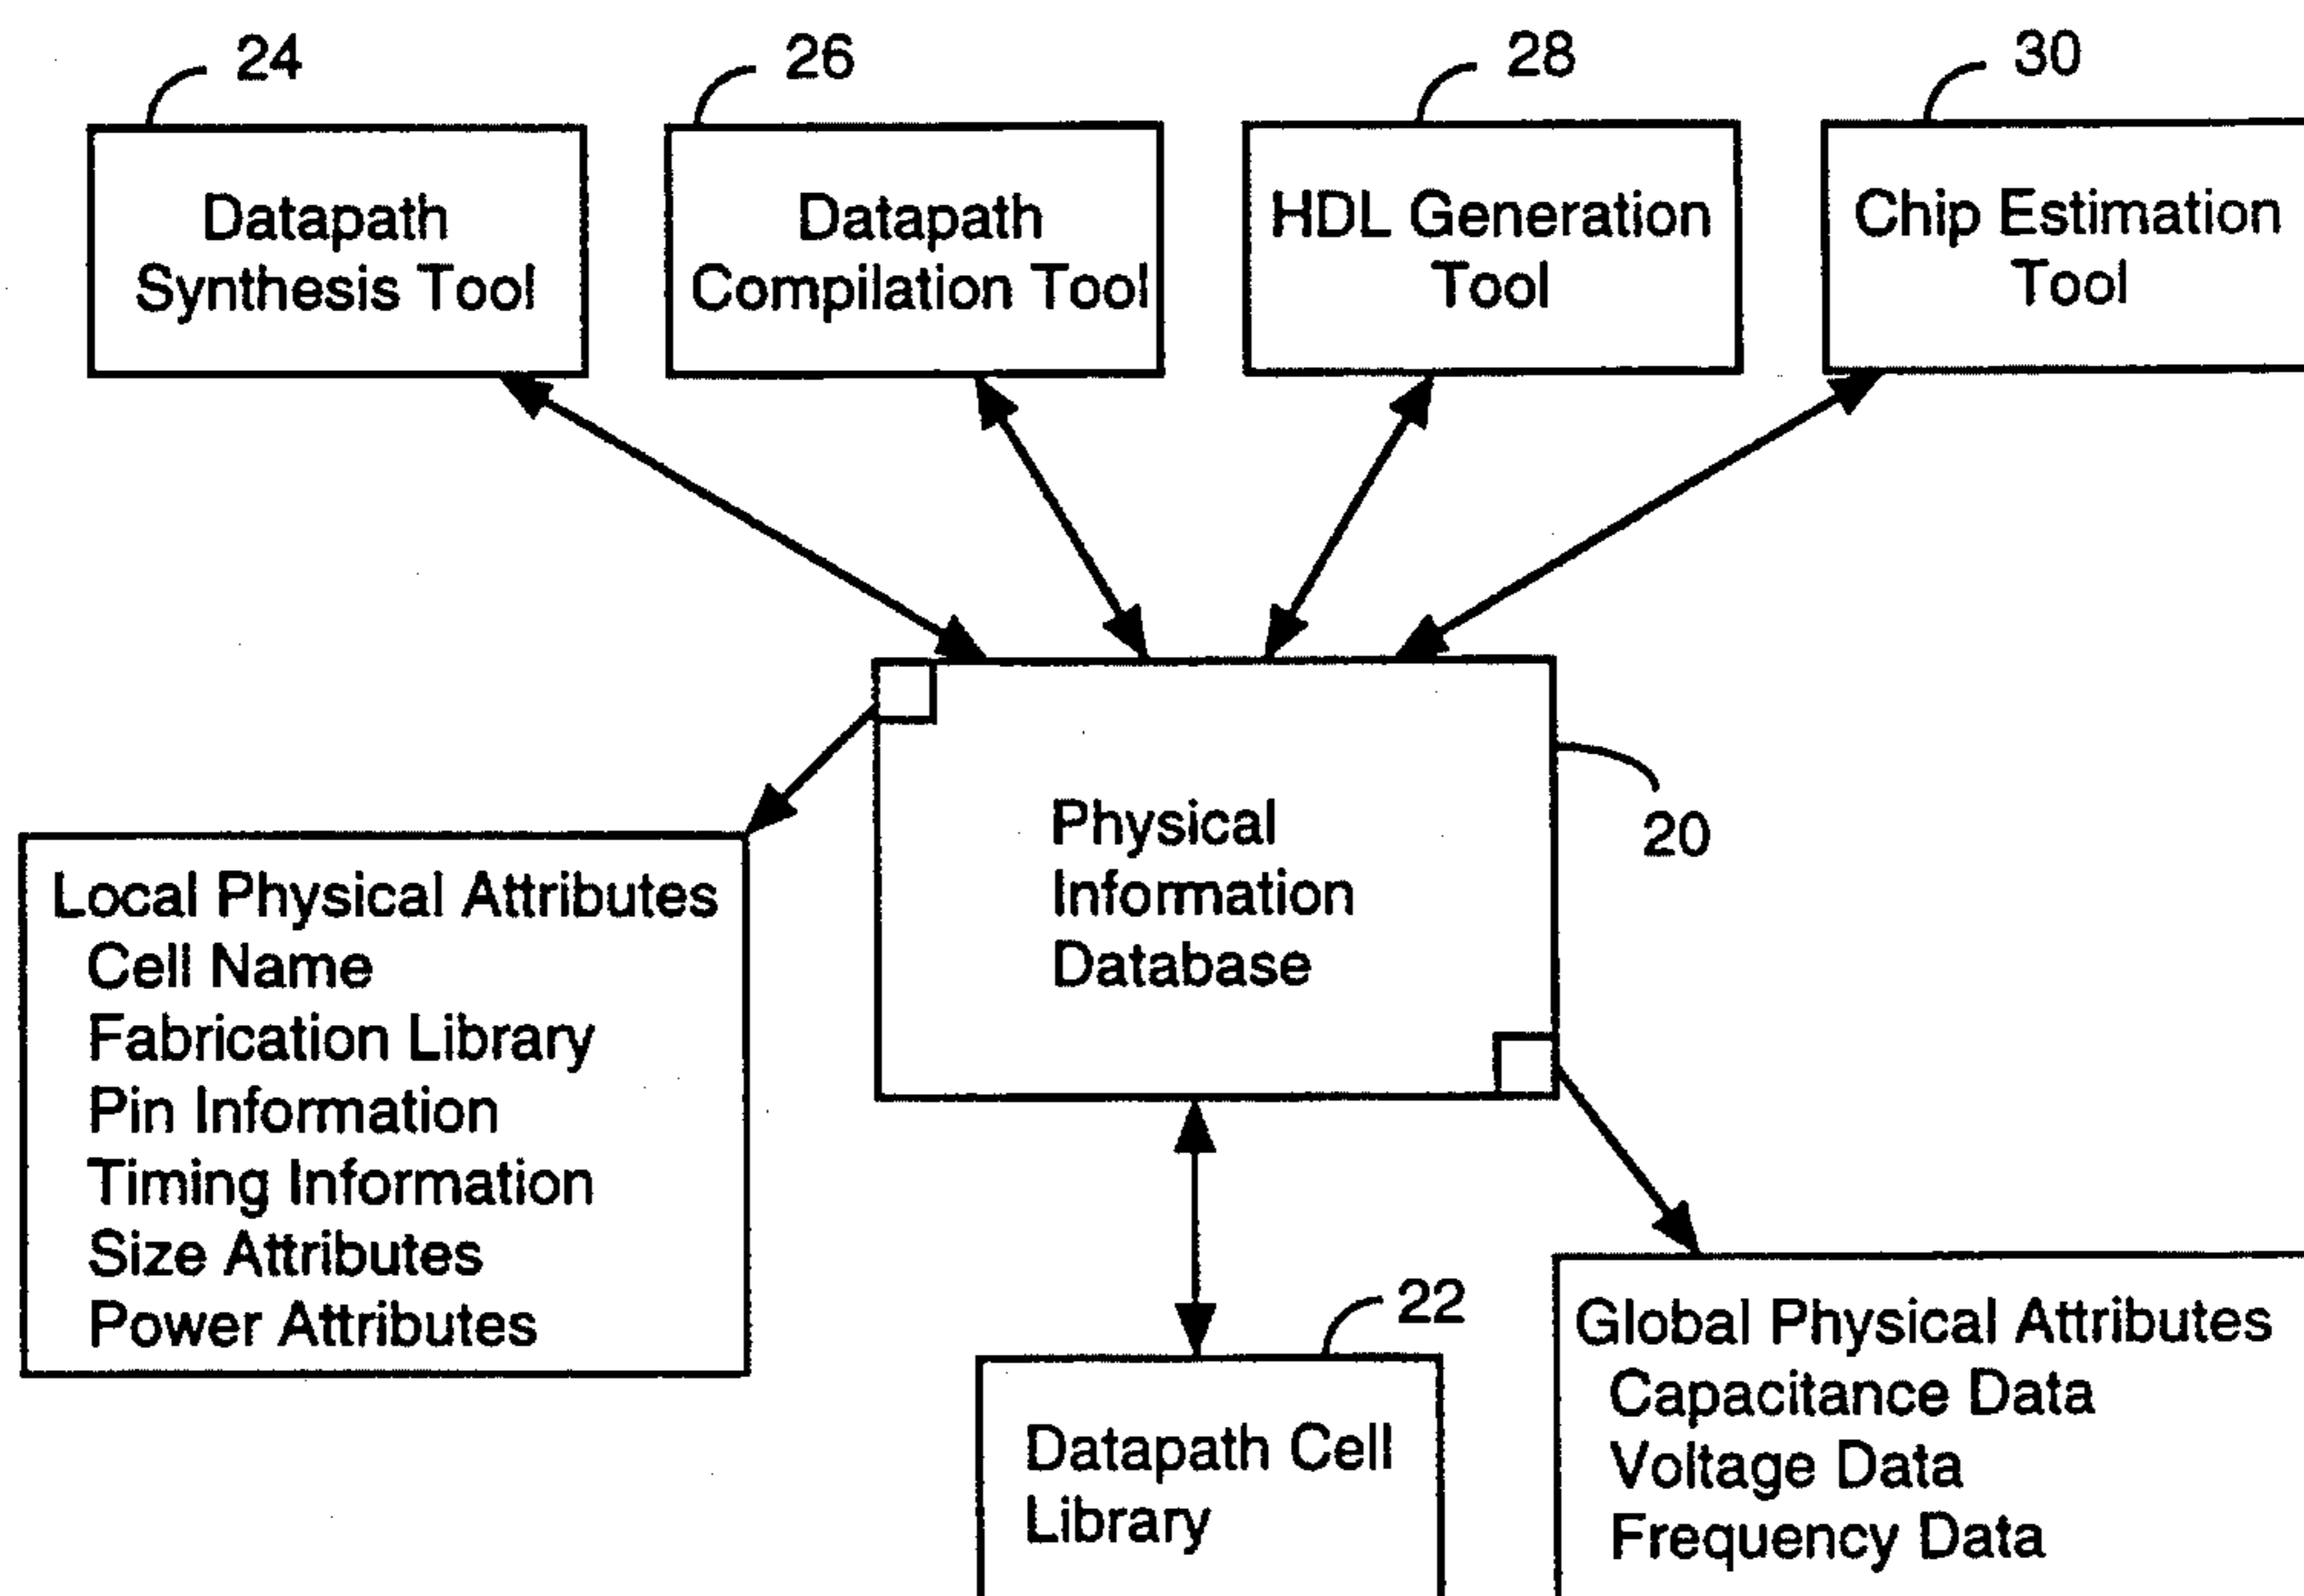 24
26
28
30
Datapath
Synthesis Tool
Datapath
Compilation Tool
HDL Generation
Tool
Chip Estimation
Tool
Physical
Information
Database
20
Local Physical Attributes
Cell Name
Fabrication Library
Pin Information
Timing Information
Size Attributes
Power Attributes
22
Datapath Cell
Library
Global Physical Attributes
Capacitance Data
Voltage Data
Frequency Data